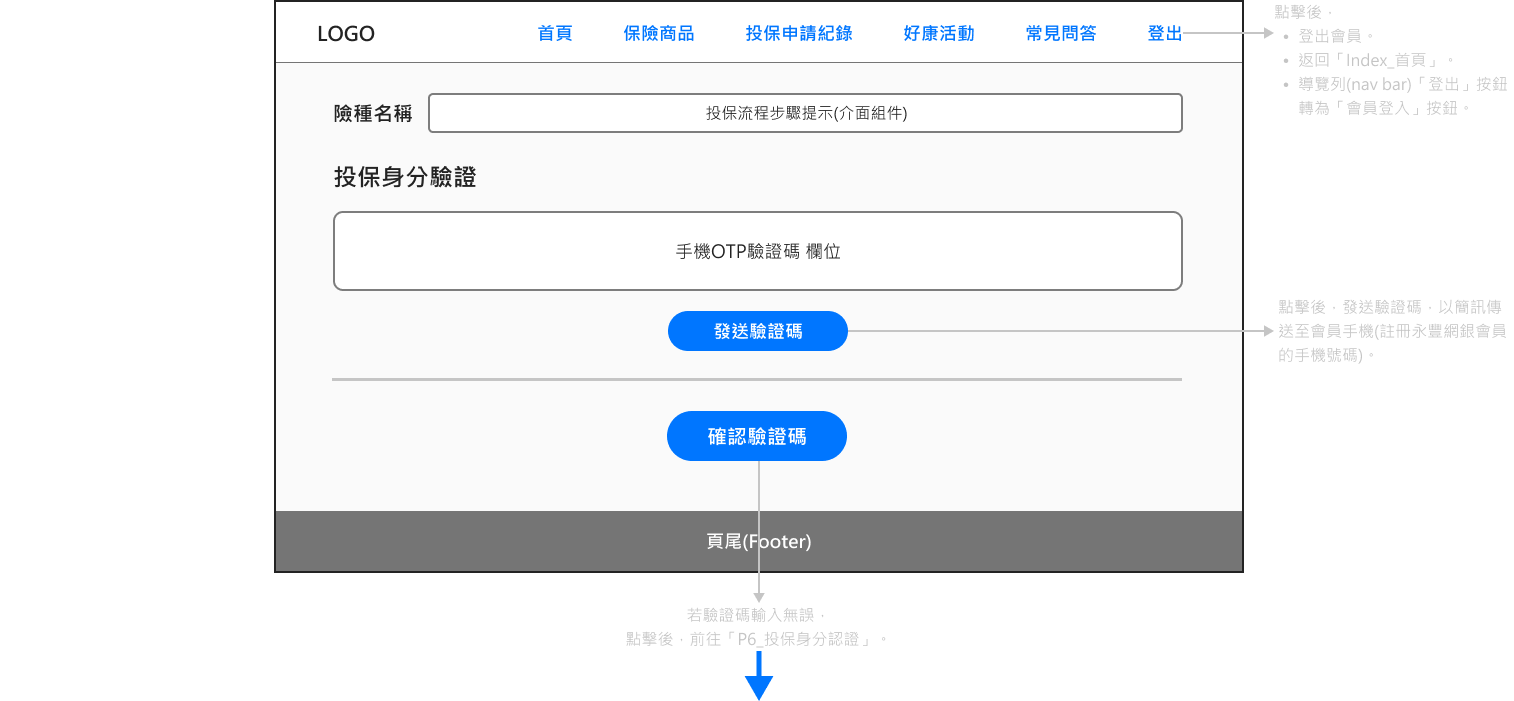 LOGO
首頁
保險商品
投保申請紀錄
好康活動
常見問答
登出
點擊後，
• 登出會員。
• 返回「Index_首頁」。
• 導覽列(nav bar)「登出」按鈕
轉為「會員登入」按鈕。
險種名稱
投保流程步驟提示(介面組件)
投保身分驗證
手機OTP驗證碼 欄位
發送驗證碼
點擊後，發送驗證碼，以簡訊傳
送至會員手機(註冊永豐網銀會員
的手機號碼)。
確認驗證碼
頁尾(Footer)
若驗證碼輸入無誤，
點擊後，前往「P6_投保身分認證」。